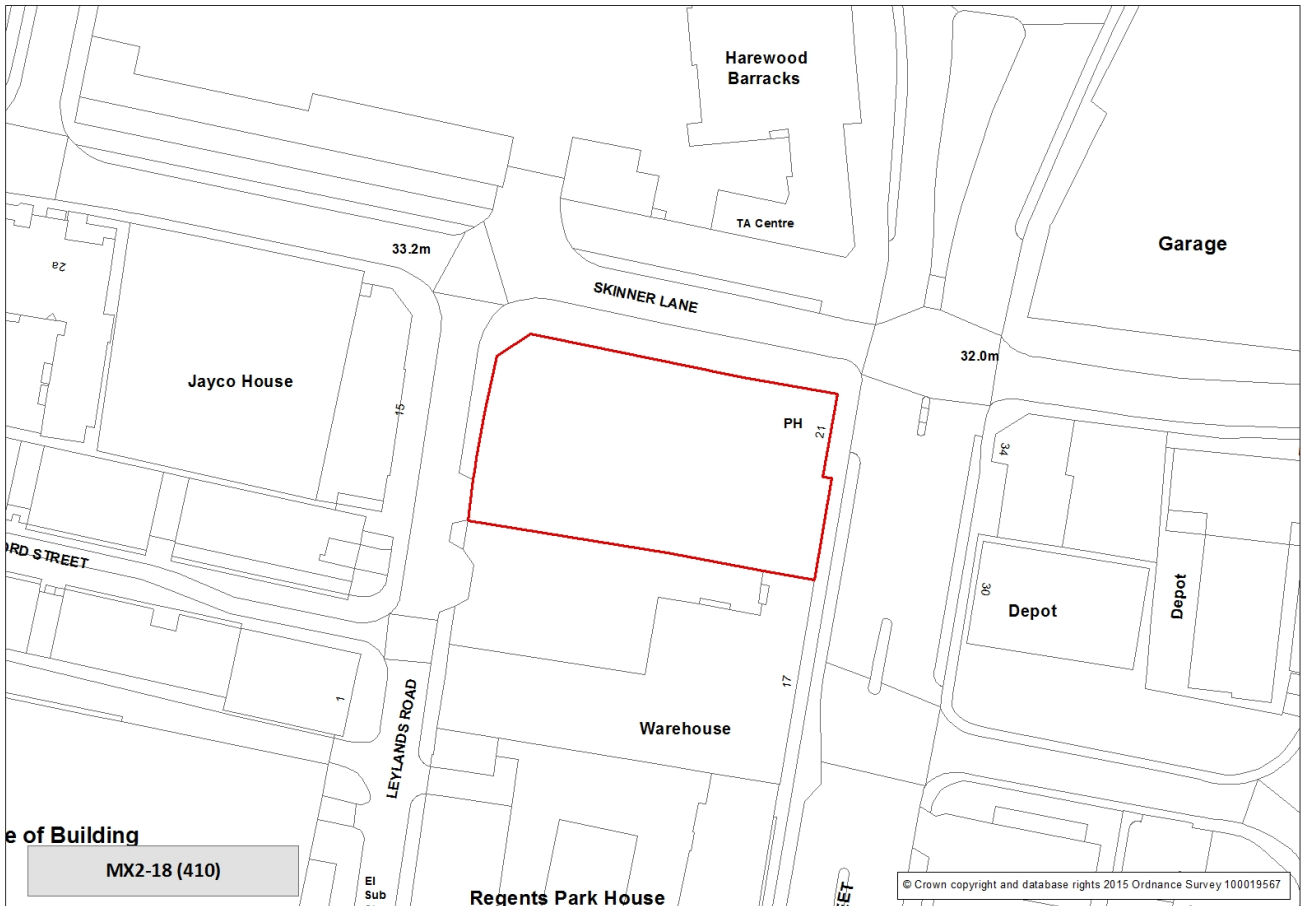 Harewood
Barracks
TA Centre
Garage
33.2m
2a
SKINNER LANE
32.0m
Jayco House
15
PH
21
34
ORD STREET
30
Depot
Depot
1
17
LEYLANDS ROAD
Warehouse
e of Building
MX2-18 (410)
El
Sub
Regents Park House
EET
© Crown copyright and database rights 2015 Ordnance Survey 100019567